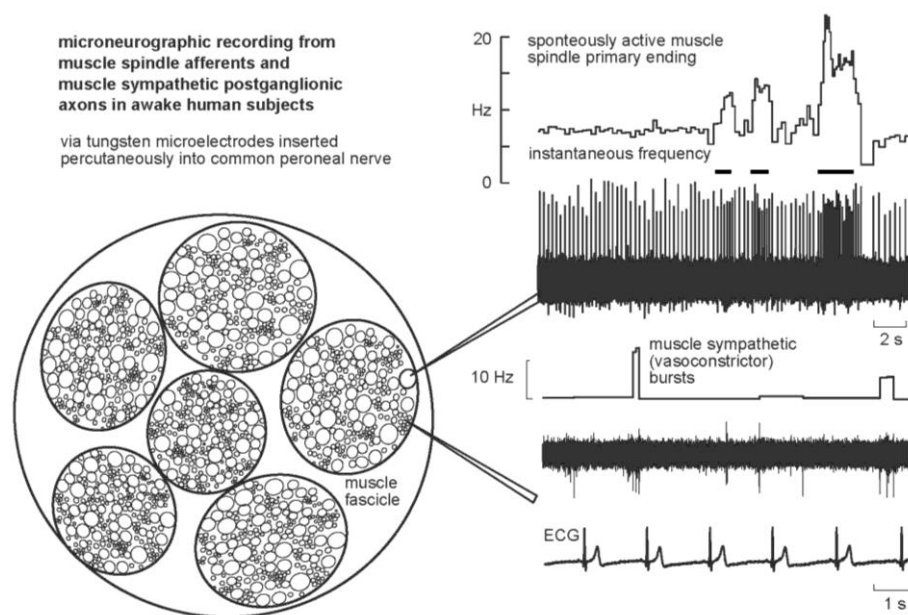 microneurographic recording from
muscle spindle afferents and
muscle sympathetic postganglionic
axons in awake human subjects
via tungsten microelectrodes inserted
percutaneously into common peroneal nerve
20
Hz
10
0
sponteously active muscle
spindle primary ending
instantaneous frequency
2 s
muscle sympathetic
(vasoconstrictor)
bursts
10 Hz
muscle
fascicle
ECG
1 s